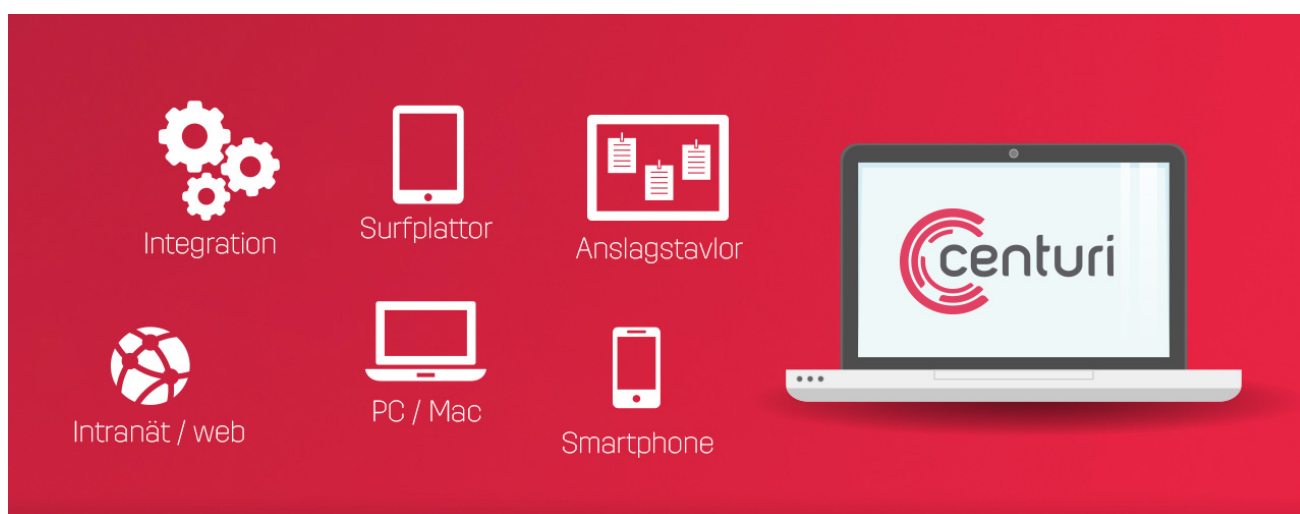 Integration
Surfplattor
Anslagstavlor
centuri
Intranät / web
PC / Mac
Smartphone